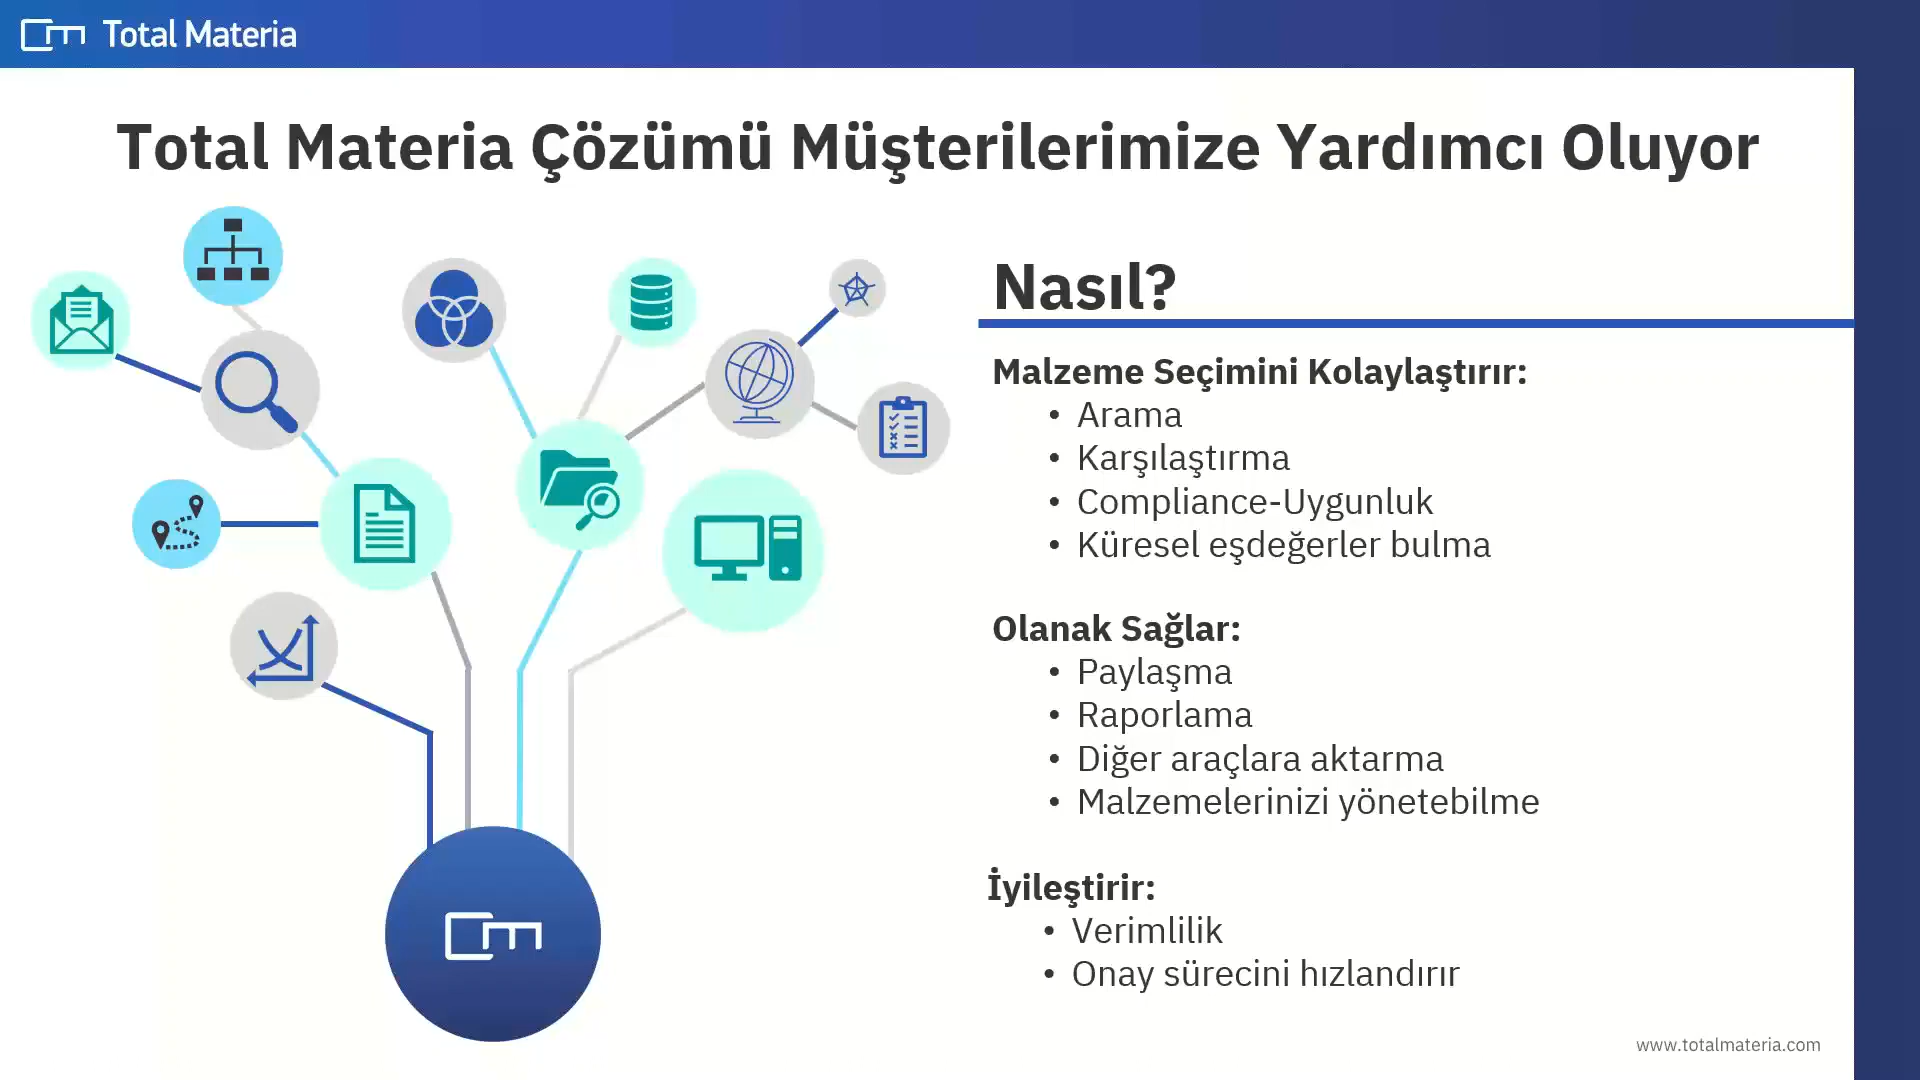 Total Materia
Total Materia Çözümü Müşterilerimize Yardımcı Oluyor
Nasıl?
Malzeme Seçimini Kolaylaştırır:
• Arama
• Karşılaştırma
• Compliance-Uygunluk
• Küresel eşdeğerler bulma
Olanak Sağlar:
• Paylaşma
• Raporlama
• Diğer araçlara aktarma
• Malzemelerinizi yönetebilme
İyileştirir:
• Verimlilik
• Onay sürecini hızlandırır
www.totalmateria.com